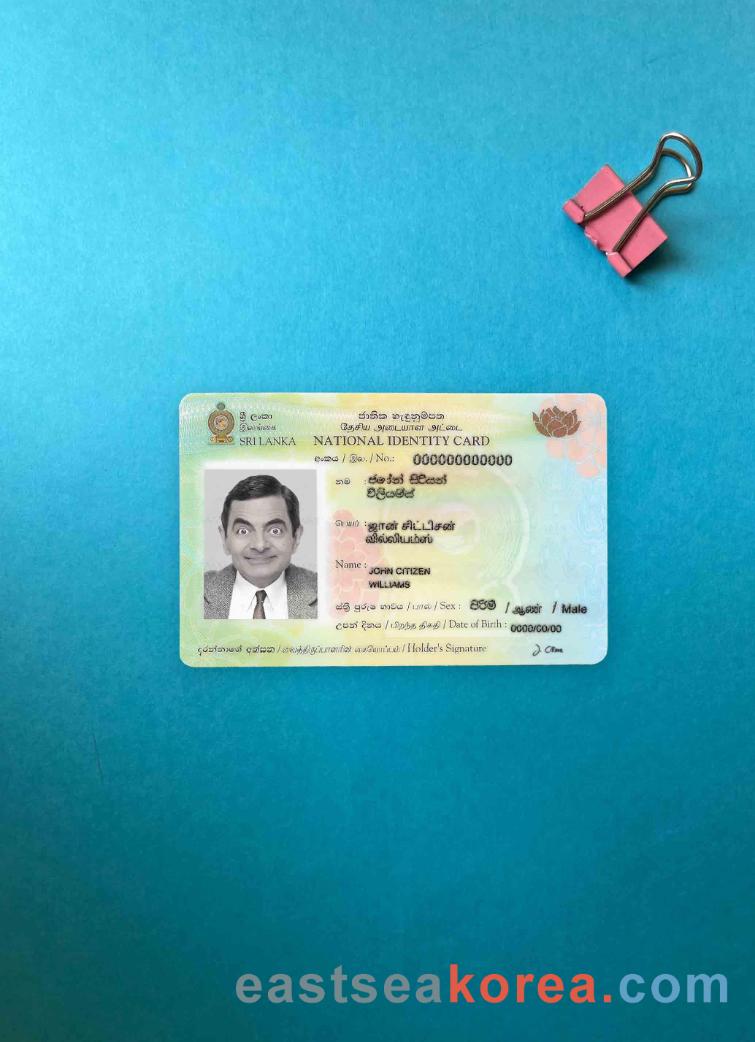 ශ්‍රී ලංකා
இலங்கை
SRI LANKA
ජාතික හැඳුනුම්පත
தேசிய அடையாள அட்டை
NATIONAL IDENTITY CARD
අංකය / இல. / No.: 000000000000
නම :
විලියම්ස්
பெயர் : ஜான் சிட்டிசன்
வில்லியம்ஸ்
Name : JOHN CITIZEN
WILLIAMS
ස්ත්‍රී පුරුෂ භාවය / பால் / Sex : පිරිමි / ஆண் / Male
උපන් දිනය / பிறந்த திகதி / Date of Birth : 0000/00/00
දරන්නාගේ අත්සන / வைத்திருப்பாளரின் கையொப்பம் / Holder's Signature
eastseakorea.com